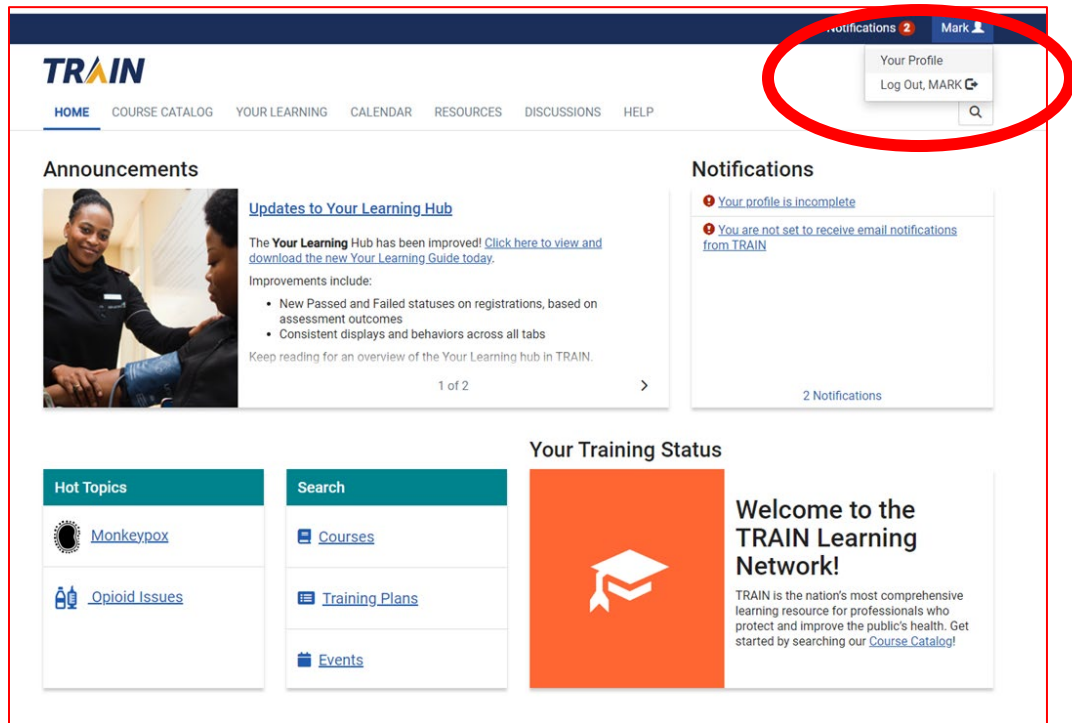 Notifications 2 Mark
Your Profile
Log Out, MARK
TRAIN
HOME COURSE CATALOG YOUR LEARNING CALENDAR RESOURCES DISCUSSIONS HELP
Announcements
Updates to Your Learning Hub
The Your Learning Hub has been improved! Click here to view and
download the new Your Learning Guide today.
Improvements include:
• New Passed and Failed statuses on registrations, based on
assessment outcomes
• Consistent displays and behaviors across all tabs
Keep reading for an overview of the Your Learning hub in TRAIN.
1 of 2
Notifications
Your profile is incomplete
You are not set to receive email notifications
from TRAIN
2 Notifications
Hot Topics
Monkeypox
Opioid Issues
Search
Courses
Training Plans
Events
Your Training Status
Welcome to the
TRAIN Learning
Network!
TRAIN is the nation's most comprehensive
learning resource for professionals who
protect and improve the public's health. Get
started by searching our Course Catalog!